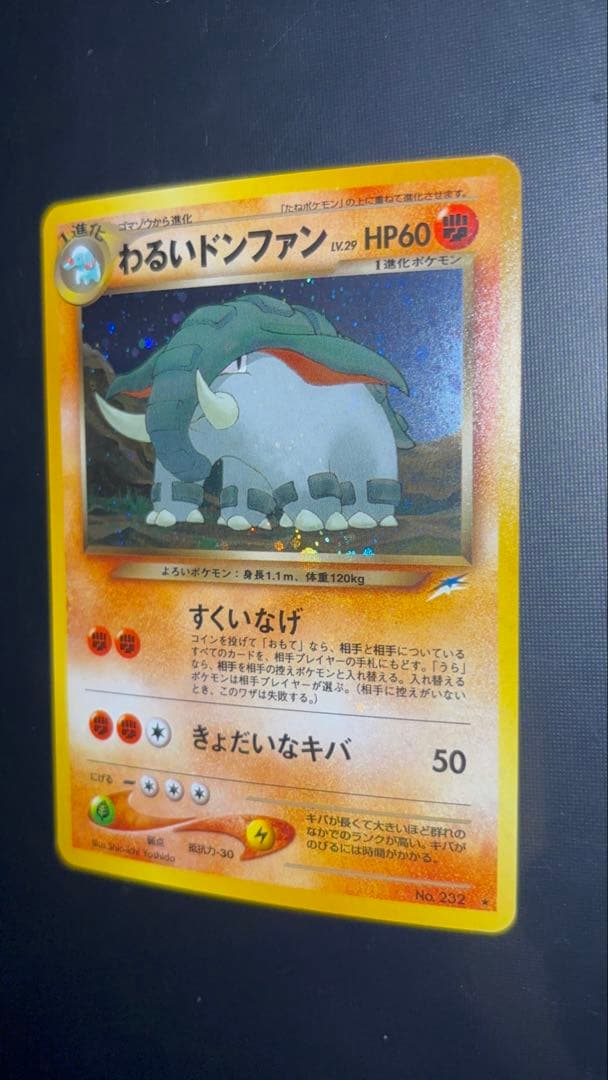 1進化
ゴマゾウから進化
「たねポケモン」の上に重ねて進化させます。
わるいドンファン LV.29 HP60
1進化ポケモン
よろいポケモン：身長1.1m、体重120kg
すくいなげ
コインを投げて「おもて」なら、相手と相手についている
すべてのカードを、相手プレイヤーの手札にもどす。「うら」
なら、相手を相手の控えポケモンと入れ替える。入れ替える
ポケモンは相手プレイヤーが選ぶ。（相手に控えがいない
とき、このワザは失敗する。）
きょだいなキバ 50
にげる
弱点
抵抗力-30
Illus. Shin-ichi Yoshida
キバが長くて大きいほど群れの
なかでのランクが高い。キバが
のびるには時間がかかる。
No. 232 ★